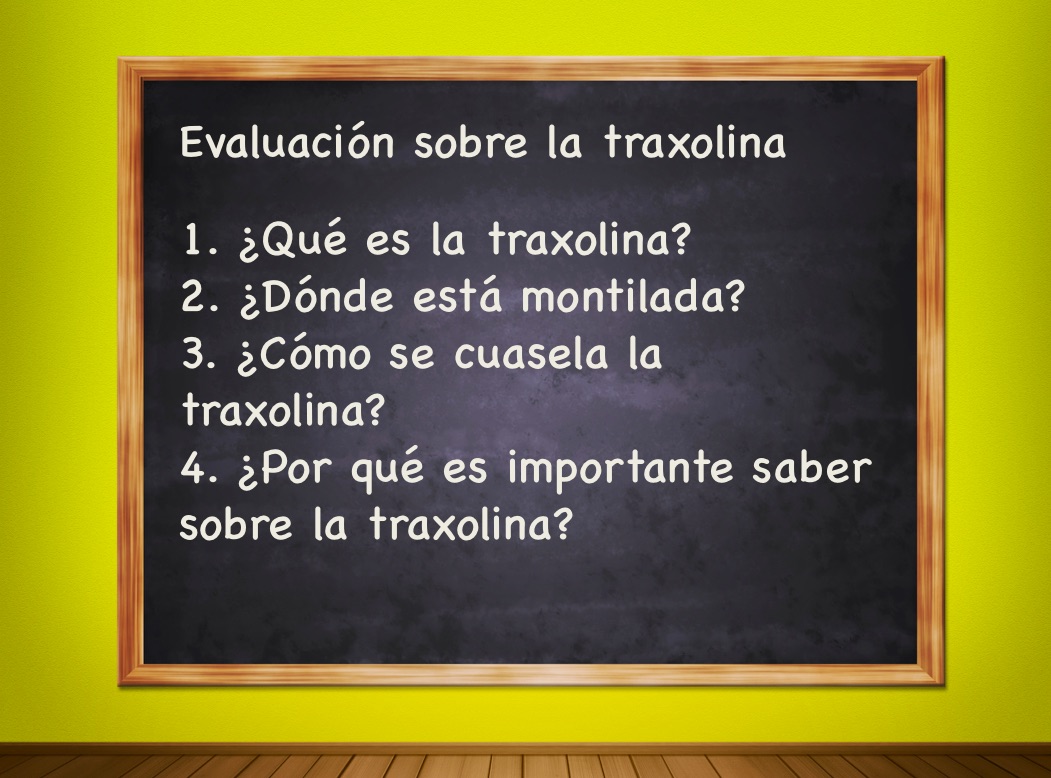 Evaluación sobre la traxolina
1. ¿Qué es la traxolina?
2. ¿Dónde está montilada?
3. ¿Cómo se cuasela la
traxolina?
4. ¿Por qué es importante saber
sobre la traxolina?